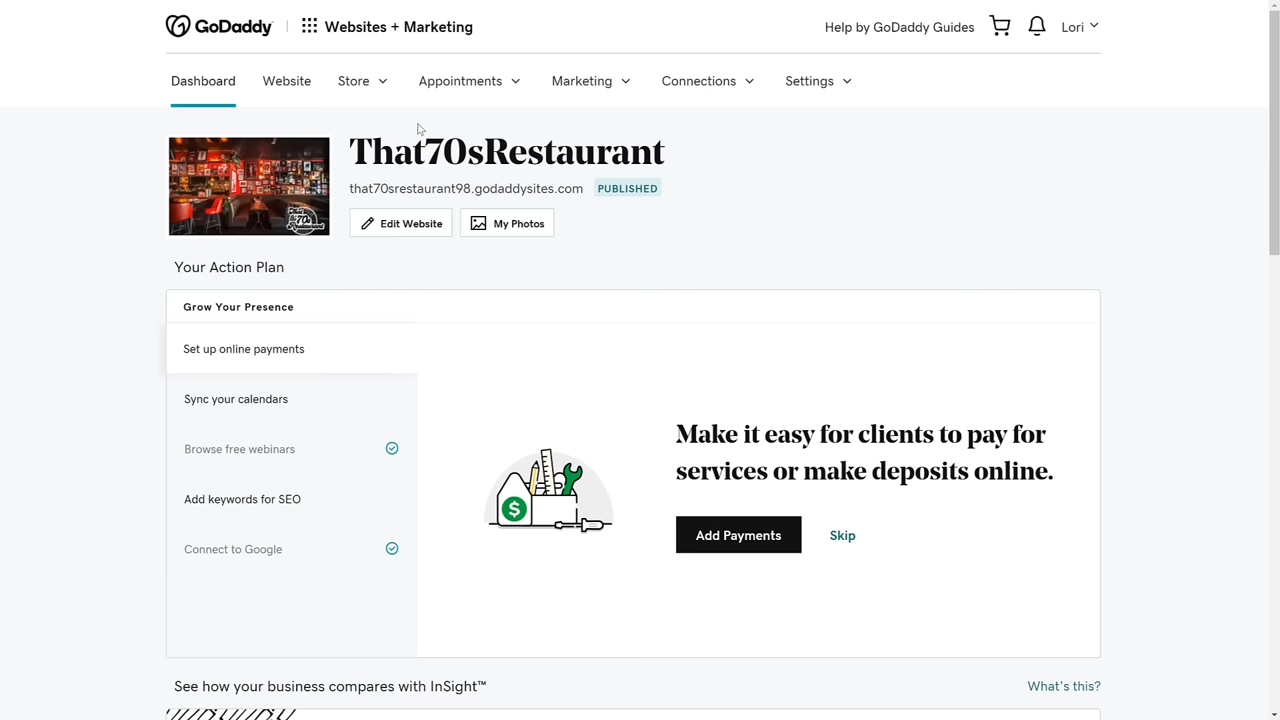 GoDaddy
Websites + Marketing
Help by GoDaddy Guides
Lori
Dashboard
Website
Store
Appointments
Marketing
Connections
Settings
That70sRestaurant
that70srestaurant98.godaddysites.com
PUBLISHED
Edit Website
My Photos
Your Action Plan
Grow Your Presence
Set up online payments
Sync your calendars
Browse free webinars
Add keywords for SEO
Connect to Google
$
Make it easy for clients to pay for
services or make deposits online.
Add Payments
Skip
See how your business compares with InSight™
What's this?